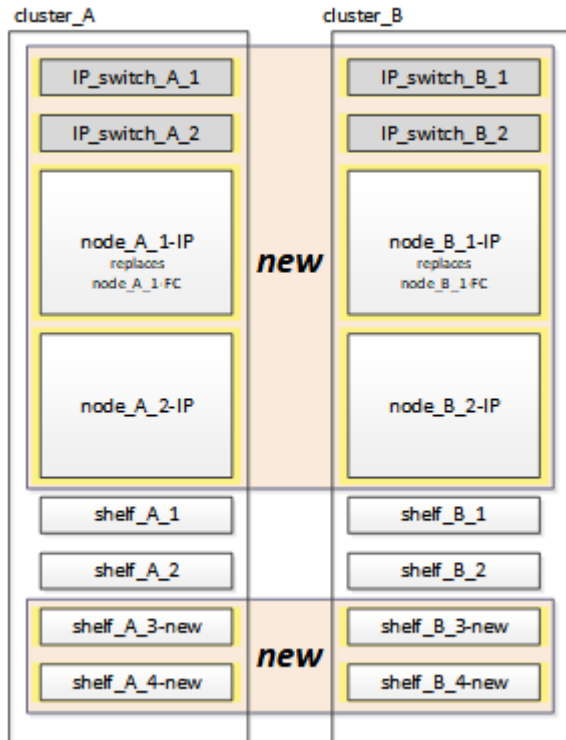 cluster_A
cluster_B
IP_switch_A_1
IP_switch_B_1
IP_switch_A_2
IP_switch_B_2
node_A_1-IP
replaces
node_A_1-FC
new
node_B_1-IP
replaces
node_B_1-FC
node_A_2-IP
node_B_2-IP
shelf_A_1
shelf_B_1
shelf_A_2
shelf_B_2
shelf_A_3-new
shelf_B_3-new
new
shelf_A_4-new
shelf_B_4-new